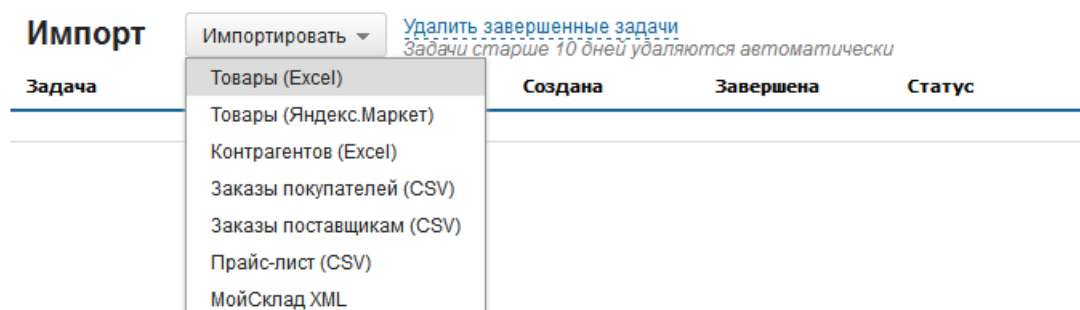 Импорт
Импортировать
Удалить завершенные задачи
Задачи старше 10 дней удаляются автоматически
Задача Создана Завершена Статус
Товары (Excel)
Товары (Яндекс.Маркет)
Контрагентов (Excel)
Заказы покупателей (CSV)
Заказы поставщикам (CSV)
Прайс-лист (CSV)
МойСклад XML